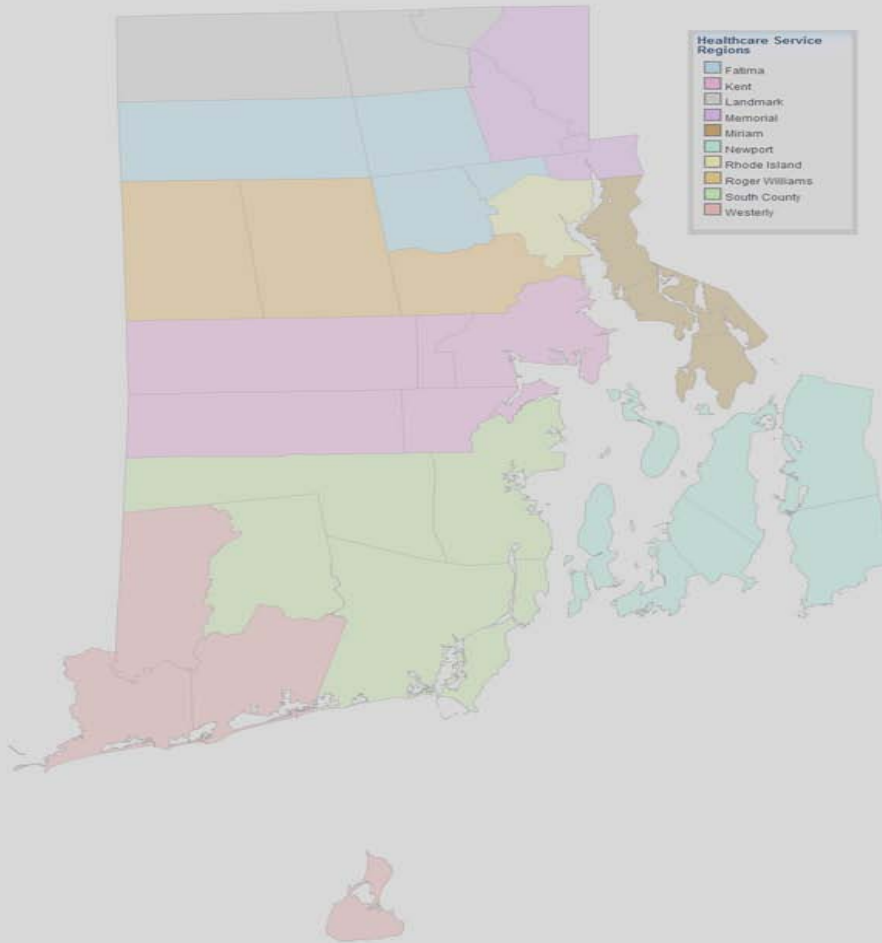 Healthcare Service
Regions
Fatima
Kent
Landmark
Memorial
Miriam
Newport
Rhode Island
Roger Williams
South County
Westerly